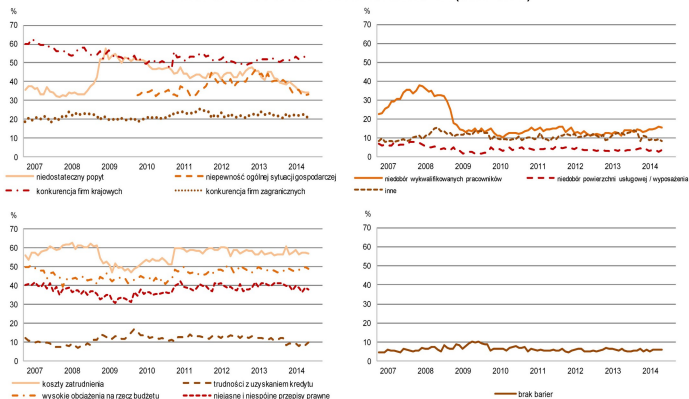 %
70
60
50
40
30
20
10
0
2007 2008 2009 2010 2011 2012 2013 2014
niedostateczny popyt
niepewność ogólnej sytuacji gospodarczej
konkurencja firm krajowych
konkurencja firm zagranicznych
%
70
60
50
40
30
20
10
0
2007 2008 2009 2010 2011 2012 2013 2014
niedobór wykwalifikowanych pracowników
niedobór powierzchni usługowej / wyposażenia
inne
%
70
60
50
40
30
20
10
0
2007 2008 2009 2010 2011 2012 2013 2014
koszty zatrudnienia
trudności z uzyskaniem kredytu
wysokie obciążenia na rzecz budżetu
niejasne i niespójne przepisy prawne
%
70
60
50
40
30
20
10
0
2007 2008 2009 2010 2011 2012 2013 2014
brak barier